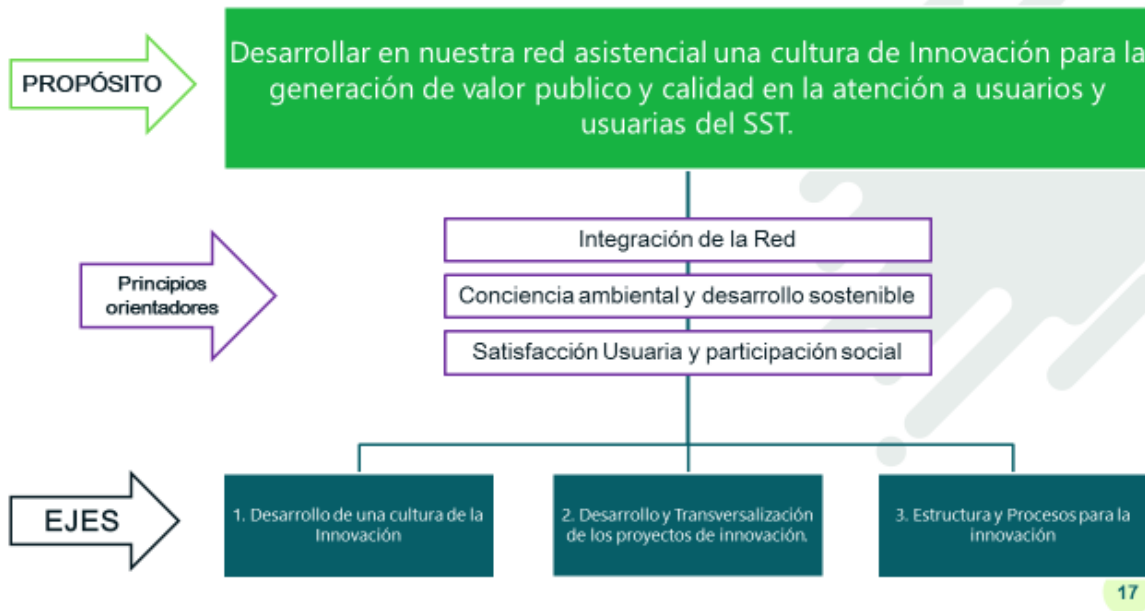 PROPÓSITO
Desarrollar en nuestra red asistencial una cultura de Innovación para la
generación de valor publico y calidad en la atención a usuarios y
usuarias del SST.
Principios
orientadores
Integración de la Red
Conciencia ambiental y desarrollo sostenible
Satisfacción Usuaria y participación social
EJES
1. Desarrollo de una cultura de la
Innovación
2. Desarrollo y Transversalización
de los proyectos de innovación.
3. Estructura y Procesos para la
innovación
17